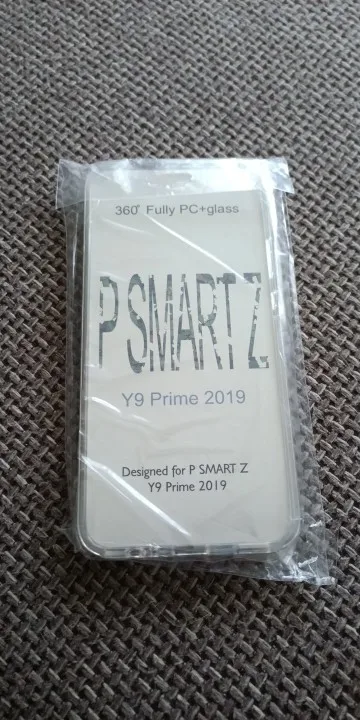 360° Fully PC+glass
P SMART Z
Y9 Prime 2019
Designed for P SMART Z
Y9 Prime 2019